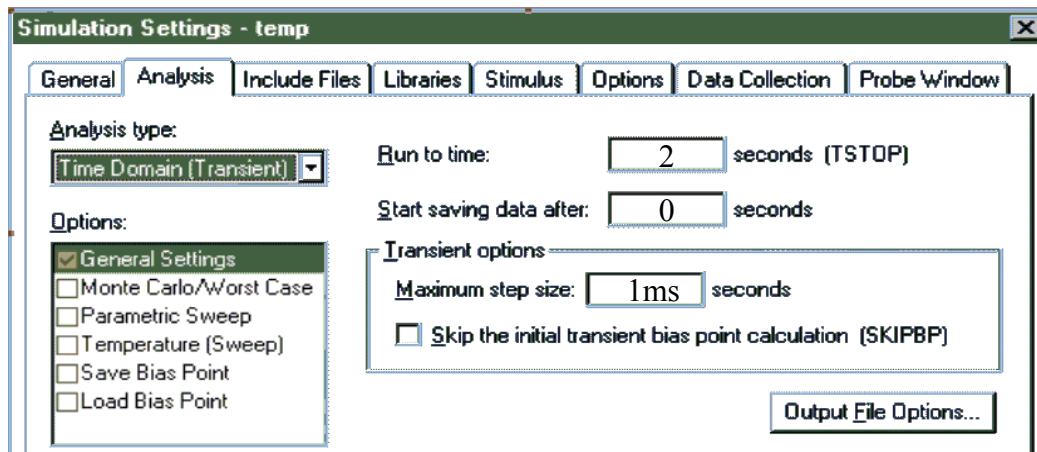 Simulation Settings - temp
General Analysis Include Files Libraries Stimulus Options Data Collection Probe Window
Analysis type:
Time Domain (Transient)
Options:
General Settings
Monte Carlo/Worst Case
Parametric Sweep
Temperature (Sweep)
Save Bias Point
Load Bias Point
Run to time: 2 seconds (TSTOP)
Start saving data after: 0 seconds
Transient options
Maximum step size: 1ms seconds
Skip the initial transient bias point calculation (SKIPBP)
Output File Options...